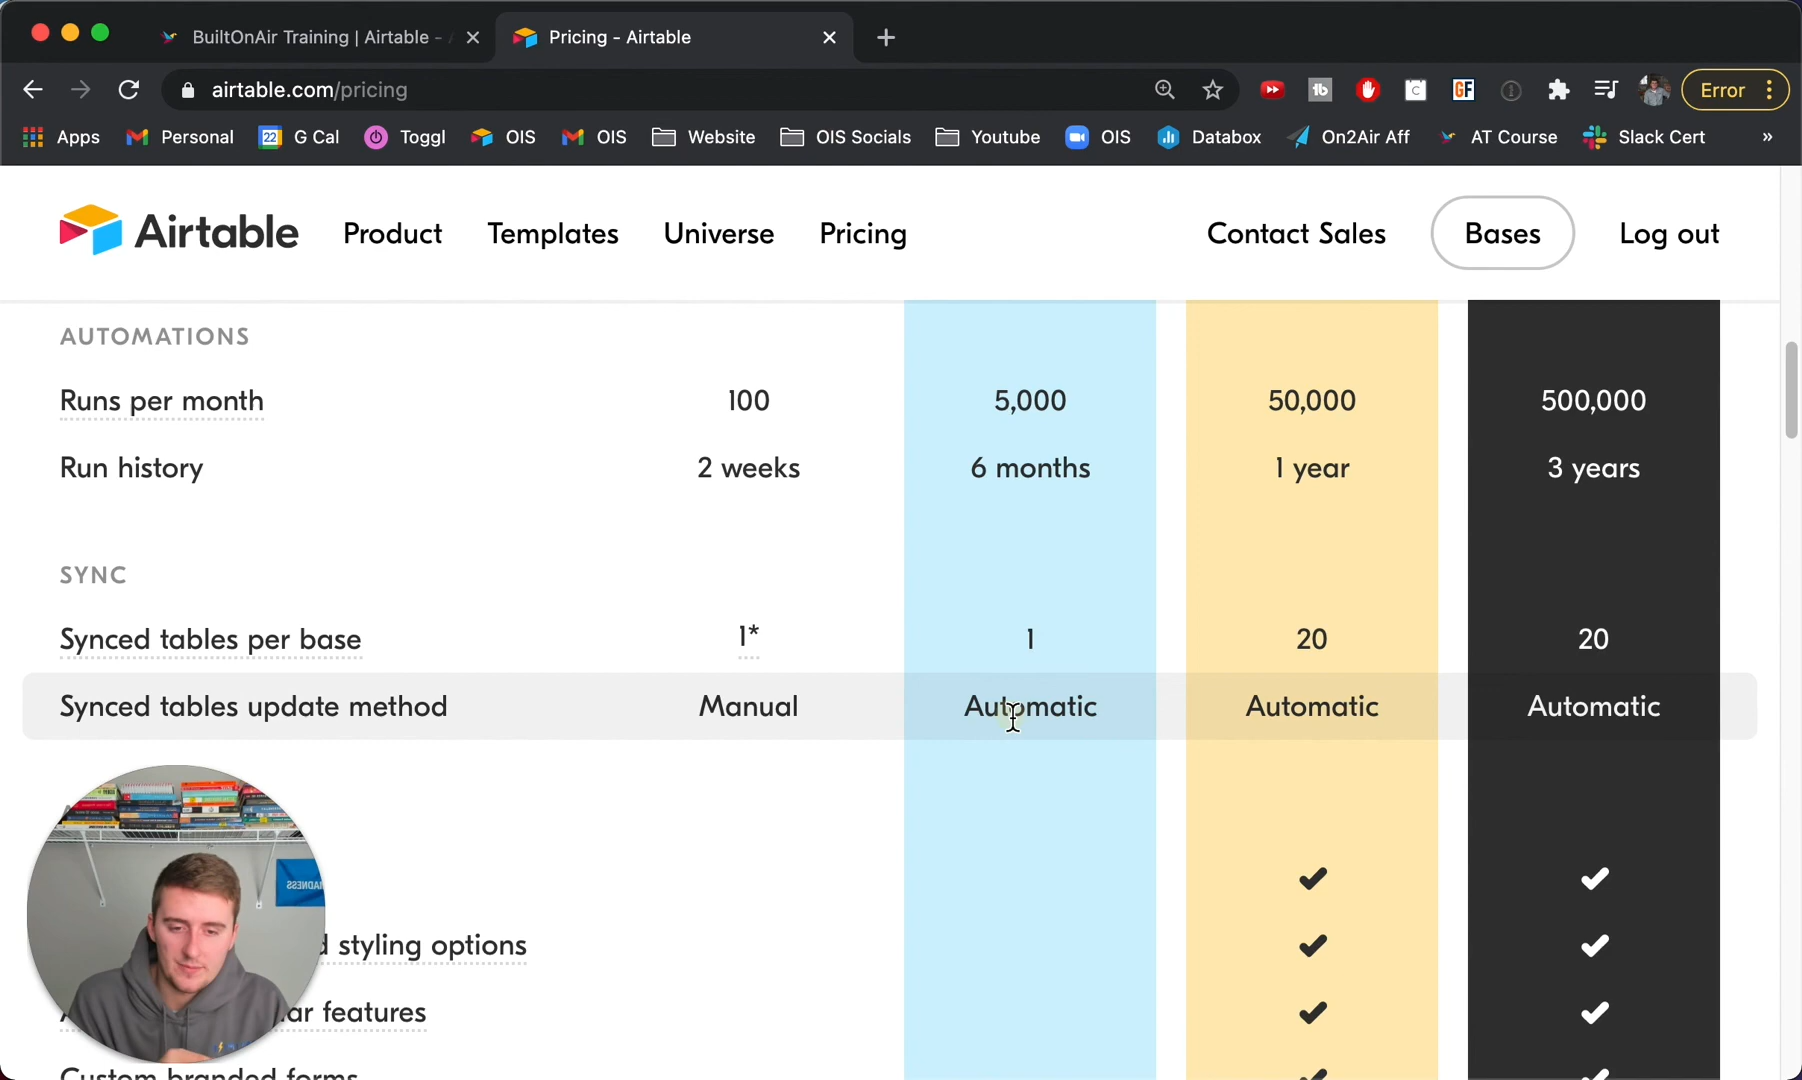 BuiltOnAir Training | Airtable -
Pricing - Airtable
airtable.com/pricing
Error
Apps Personal 22 G Cal Toggl OIS OIS Website OIS Socials Youtube OIS Databox On2Air Aff AT Course Slack Cert »
Airtable Product Templates Universe Pricing Contact Sales Bases Log out
AUTOMATIONS
Runs per month 100 5,000 50,000 500,000
Run history 2 weeks 6 months 1 year 3 years
SYNC
Synced tables per base 1* 1 20 20
Synced tables update method Manual Automatic Automatic Automatic
styling options
features
Custom branded forms